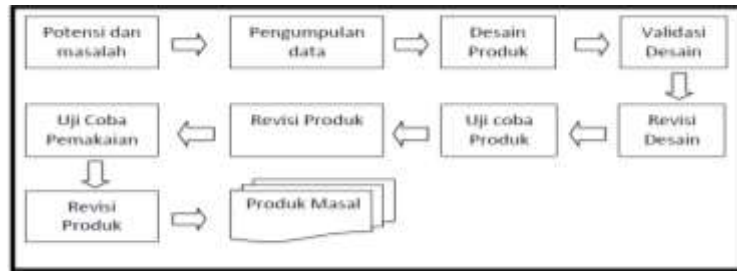 Potensi dan
masalah
Pengumpulan
data
Desain
Produk
Validasi
Desain
Revisi
Desain
Uji coba
Produk
Revisi Produk
Uji Coba
Pemakaian
Revisi
Produk
Produk Masal